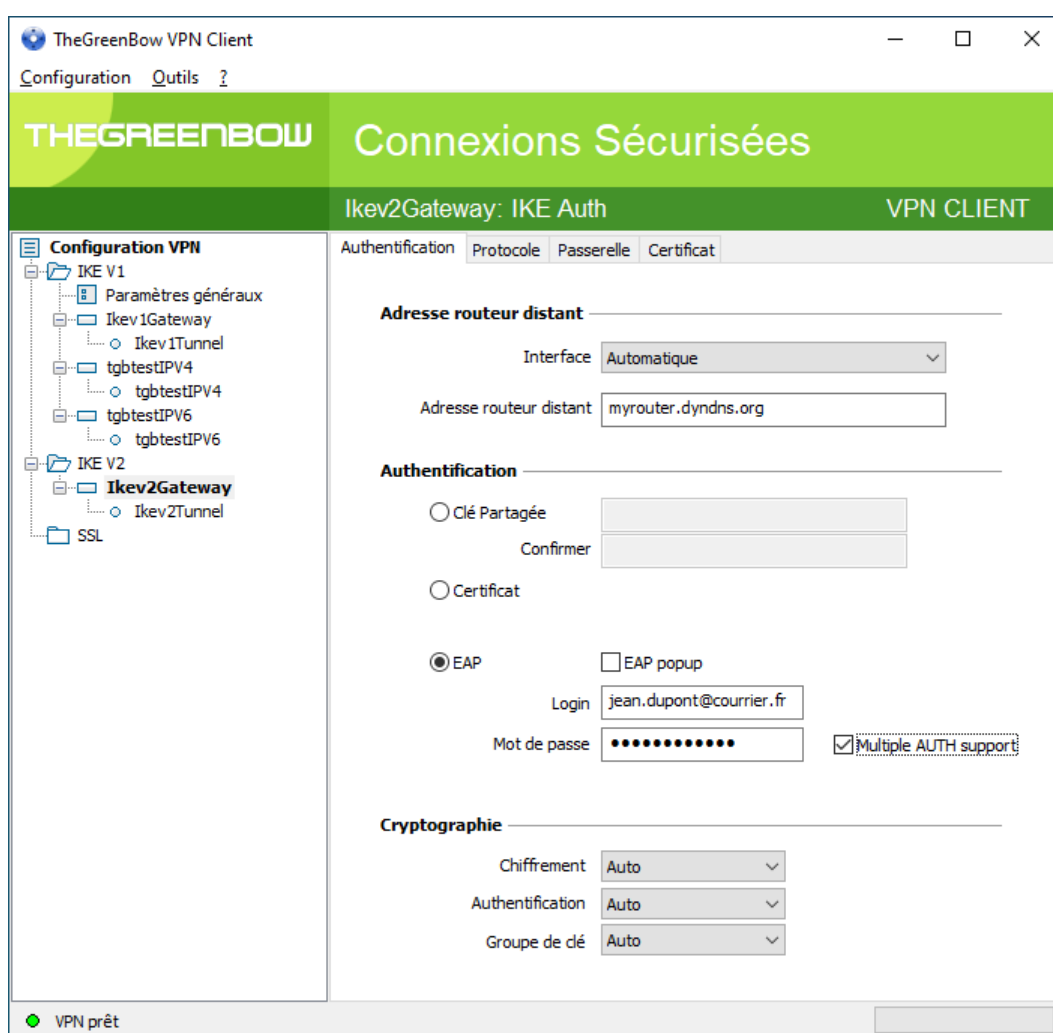 TheGreenBow VPN Client
Configuration Outils ?
THEGREENBOW
Connexions Sécurisées
Ikev2Gateway: IKE Auth VPN CLIENT
Configuration VPN
IKE V1
Paramètres généraux
Ikev1Gateway
Ikev1Tunnel
tgbtestIPV4
tgbtestIPV4
tgbtestIPV6
tgbtestIPV6
IKE V2
Ikev2Gateway
Ikev2Tunnel
SSL
Authentification Protocole Passerelle Certificat
Adresse routeur distant
Interface Automatique
Adresse routeur distant myrouter.dyndns.org
Authentification
Clé Partagée
Confirmer
Certificat
EAP EAP popup
Login jean.dupont@courrier.fr
Mot de passe •••••••••••• Multiple AUTH support
Cryptographie
Chiffrement Auto
Authentification Auto
Groupe de clé Auto
VPN prêt